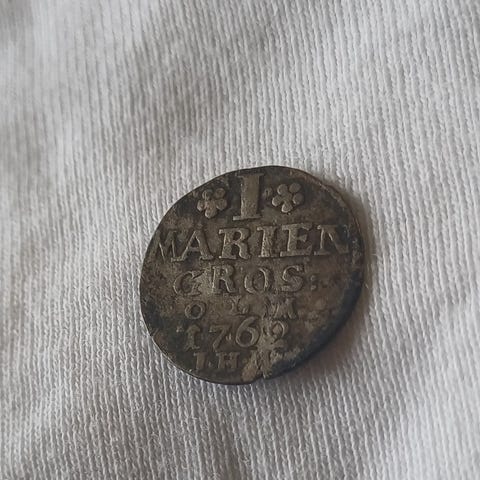 I
MARIEN
GROS:
O L M
1762
I.H.